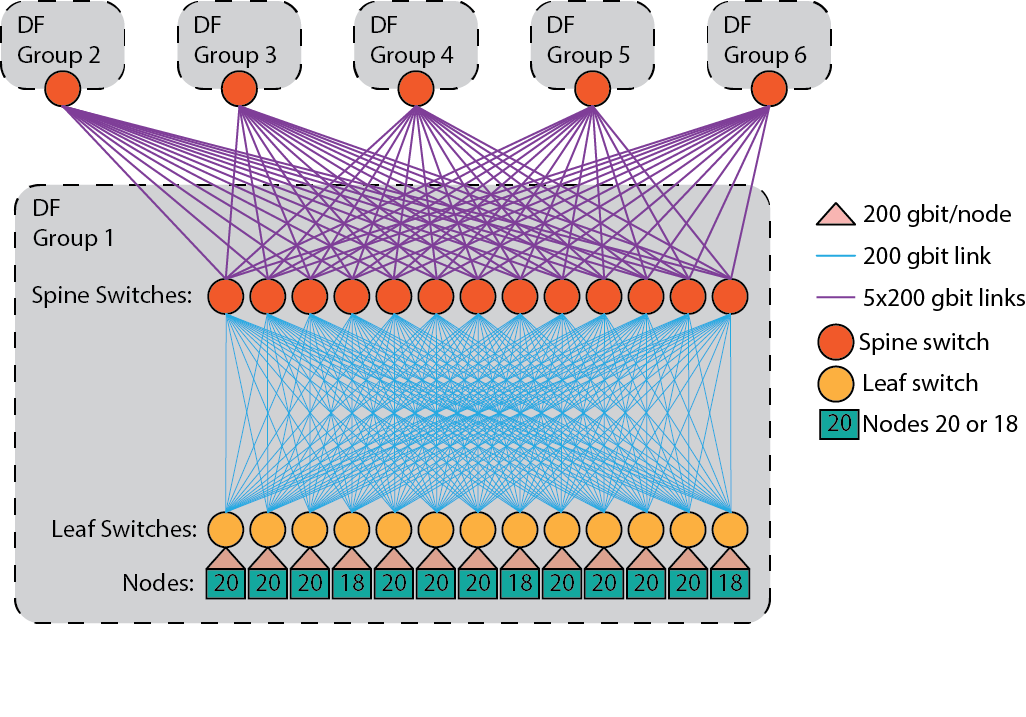 DF
Group 2
DF
Group 3
DF
Group 4
DF
Group 5
DF
Group 6
DF
Group 1
Spine Switches:
Leaf Switches:
Nodes:
20 20 20 18 20 20 20 18 20 20 20 20 18
200 gbit/node
200 gbit link
5x200 gbit links
Spine switch
Leaf switch
20 Nodes 20 or 18